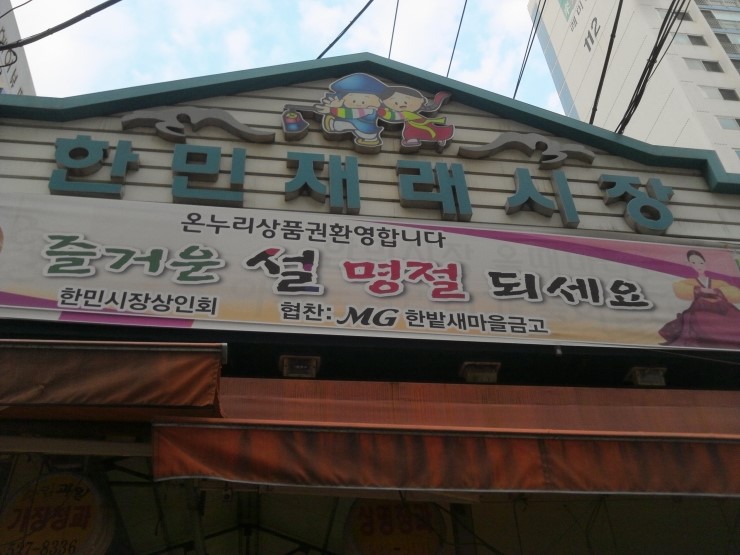 112
한민재래시장
온누리상품권환영합니다
즐거운 설 명절 되세요
한민시장상인회 협찬: MG 한밭새마을금고